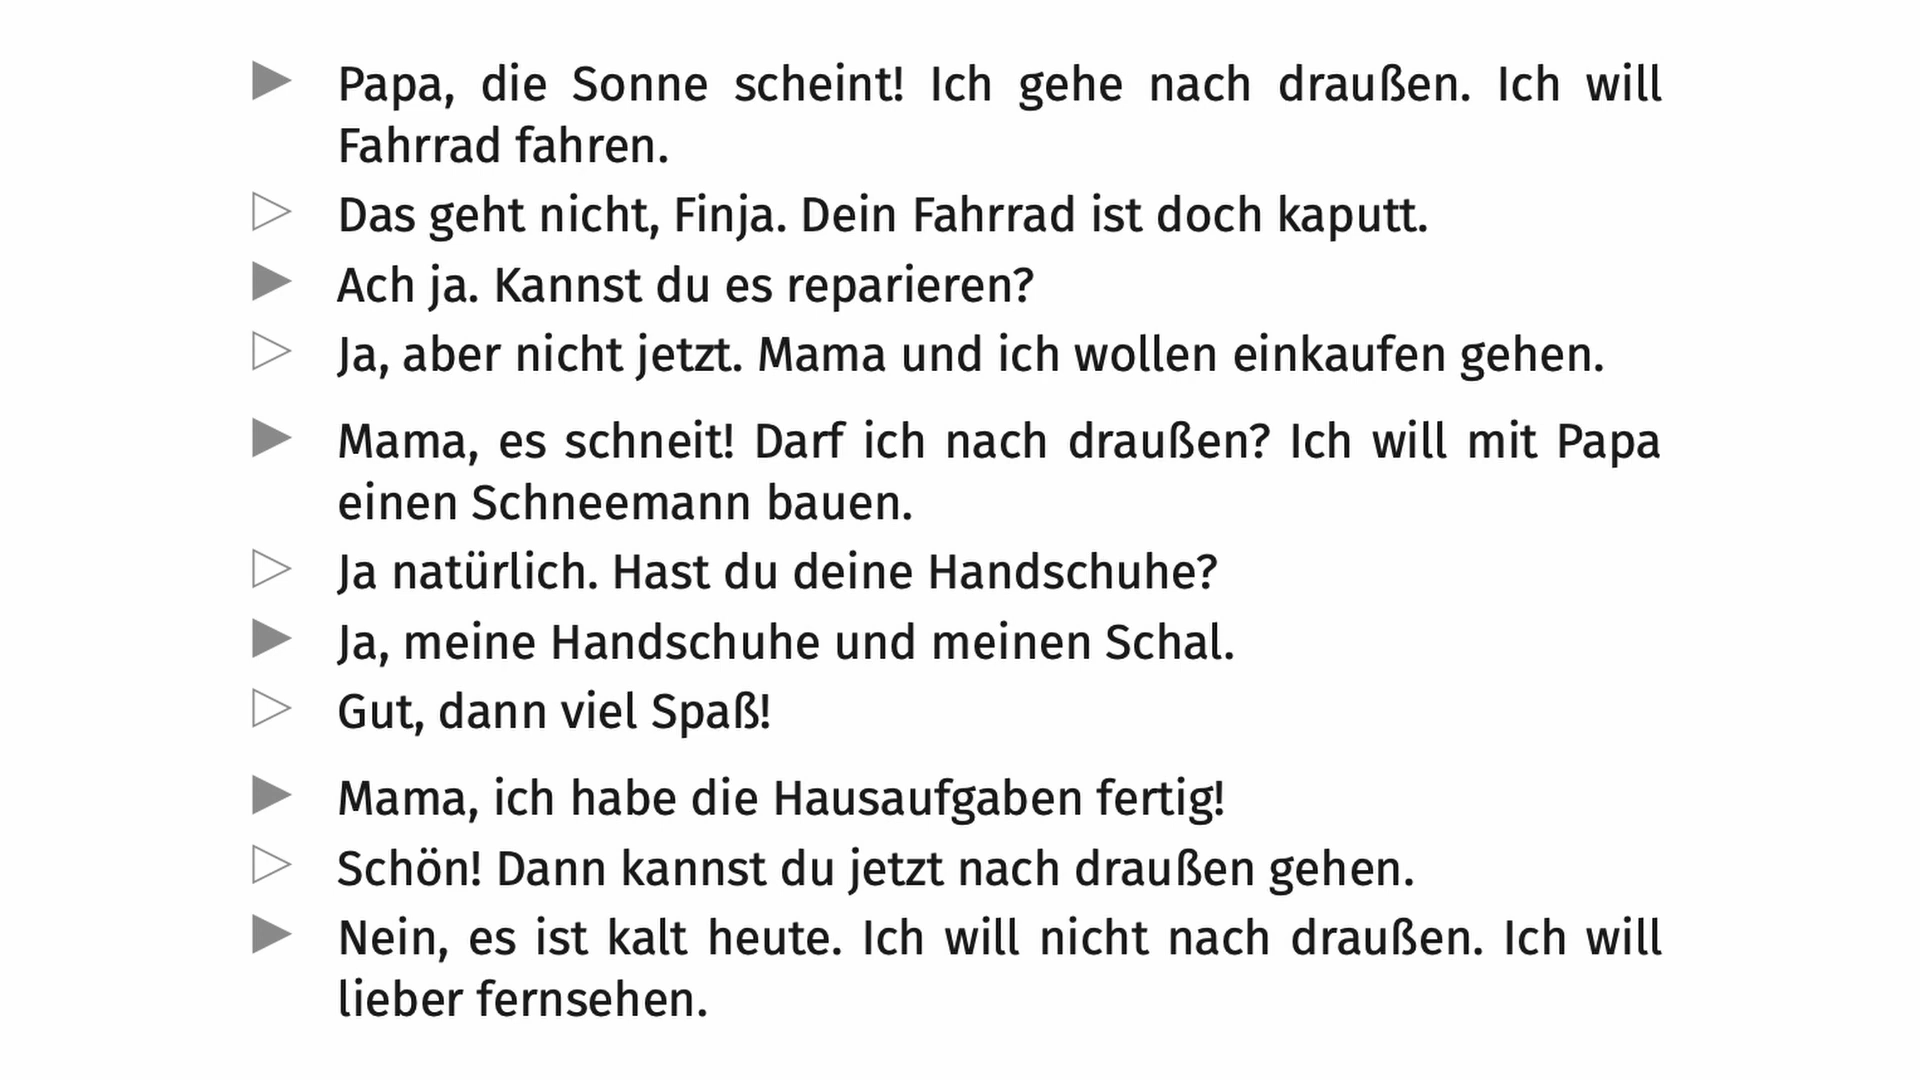 Papa, die Sonne scheint! Ich gehe nach draußen. Ich will
Fahrrad fahren.
Das geht nicht, Finja. Dein Fahrrad ist doch kaputt.
Ach ja. Kannst du es reparieren?
Ja, aber nicht jetzt. Mama und ich wollen einkaufen gehen.
Mama, es schneit! Darf ich nach draußen? Ich will mit Papa
einen Schneemann bauen.
Ja natürlich. Hast du deine Handschuhe?
Ja, meine Handschuhe und meinen Schal.
Gut, dann viel Spaß!
Mama, ich habe die Hausaufgaben fertig!
Schön! Dann kannst du jetzt nach draußen gehen.
Nein, es ist kalt heute. Ich will nicht nach draußen. Ich will
lieber fernsehen.